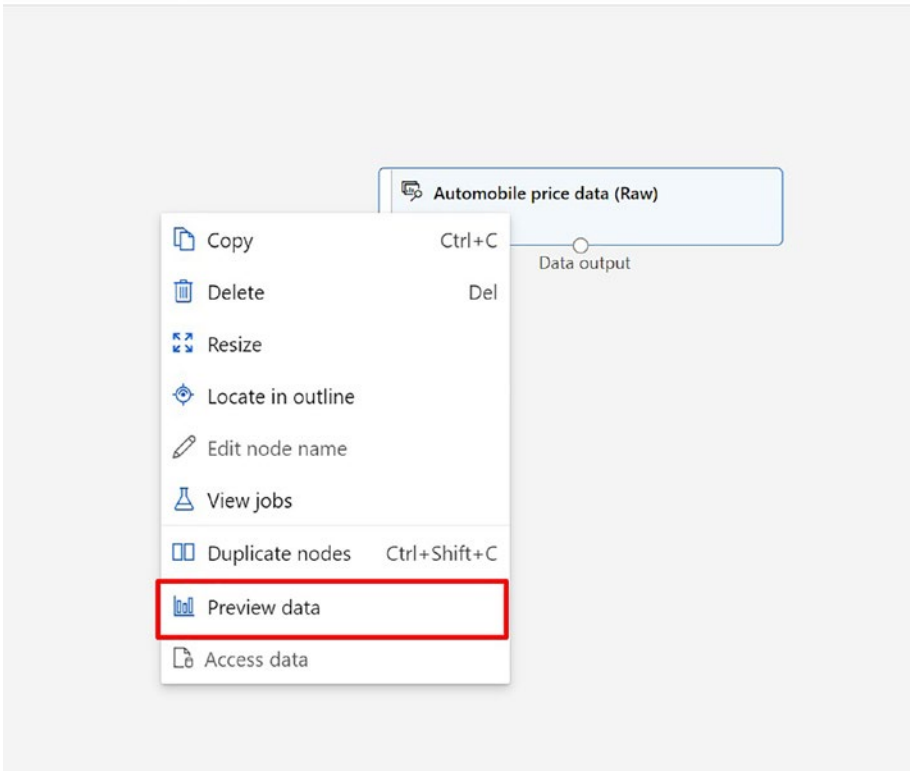 Automobile price data (Raw)
Data output
Copy Ctrl+C
Delete Del
Resize
Locate in outline
Edit node name
View jobs
Duplicate nodes Ctrl+Shift+C
Preview data
Access data